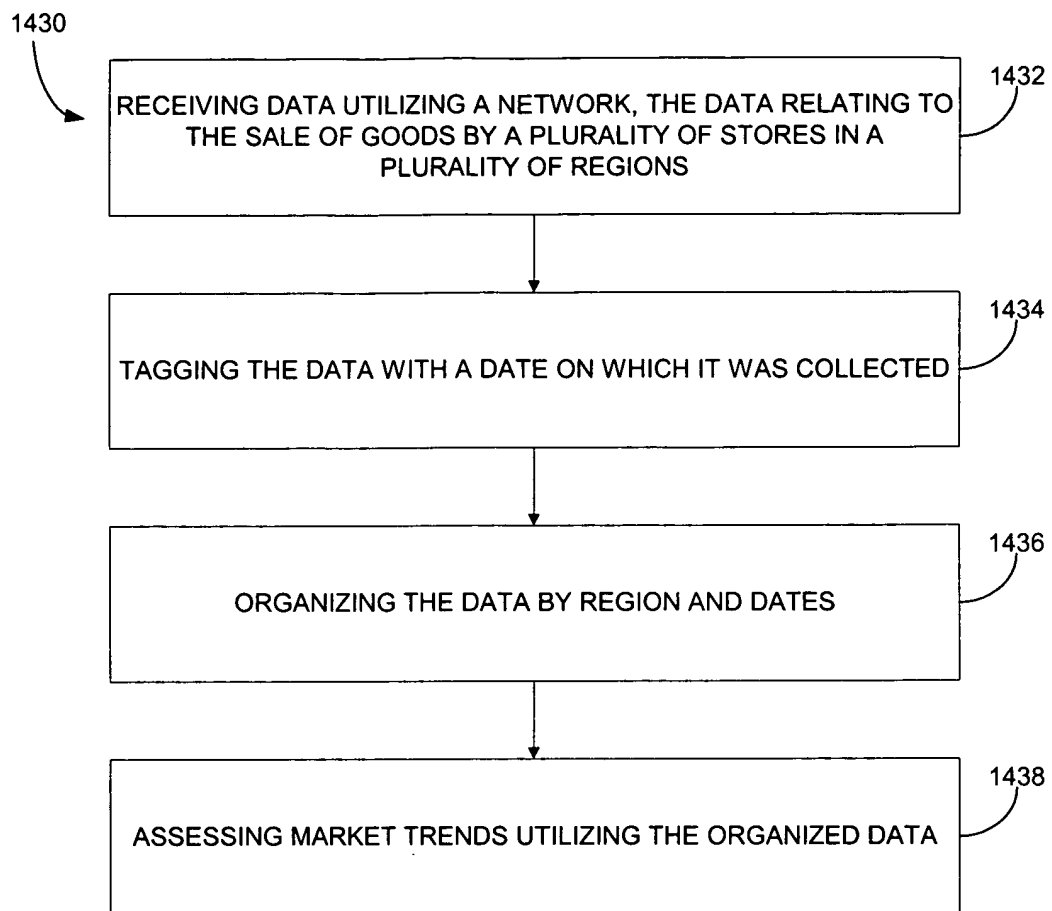 1430
1432
RECEIVING DATA UTILIZING A NETWORK, THE DATA RELATING TO
THE SALE OF GOODS BY A PLURALITY OF STORES IN A
PLURALITY OF REGIONS
1434
TAGGING THE DATA WITH A DATE ON WHICH IT WAS COLLECTED
1436
ORGANIZING THE DATA BY REGION AND DATES
1438
ASSESSING MARKET TRENDS UTILIZING THE ORGANIZED DATA